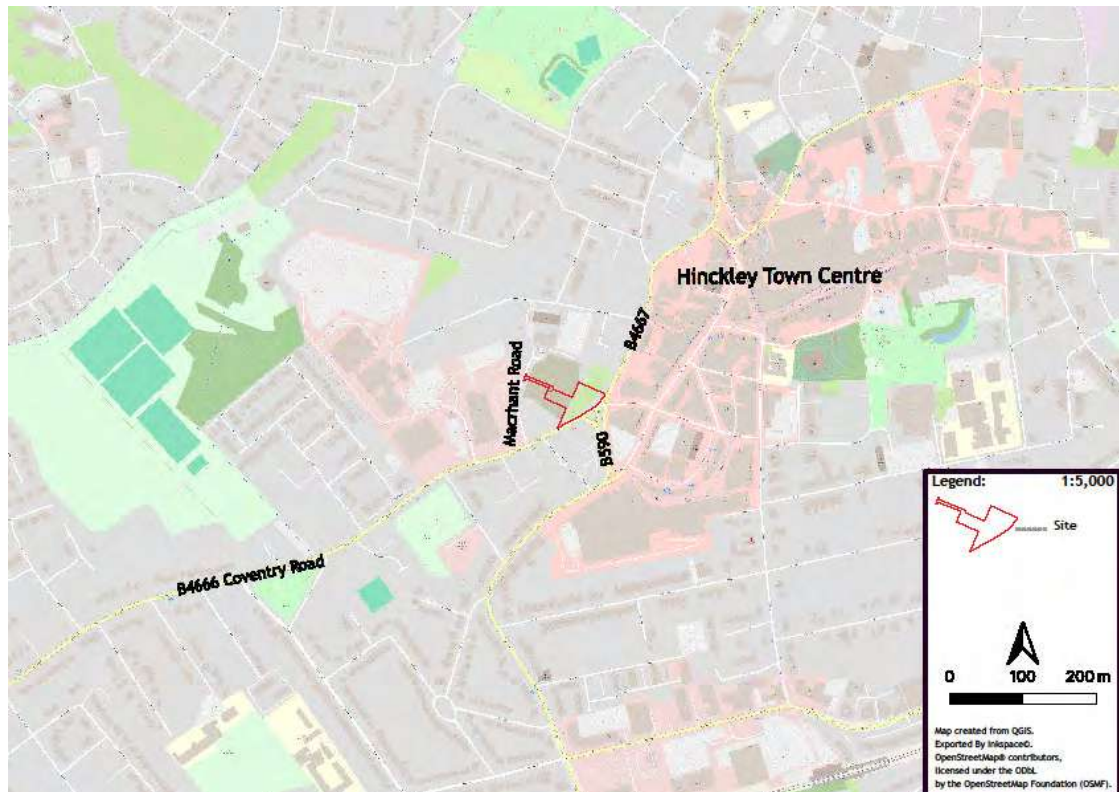 Hinckley Town Centre
B4667
Macrhant Road
B590
B4666 Coventry Road
Legend: 1:5,000
Site
0 100 200 m
Map created from QGIS.
Exported By Inkspace©.
OpenStreetMap® contributors,
licensed under the ODbL
by the OpenStreetMap Foundation (OSMF).